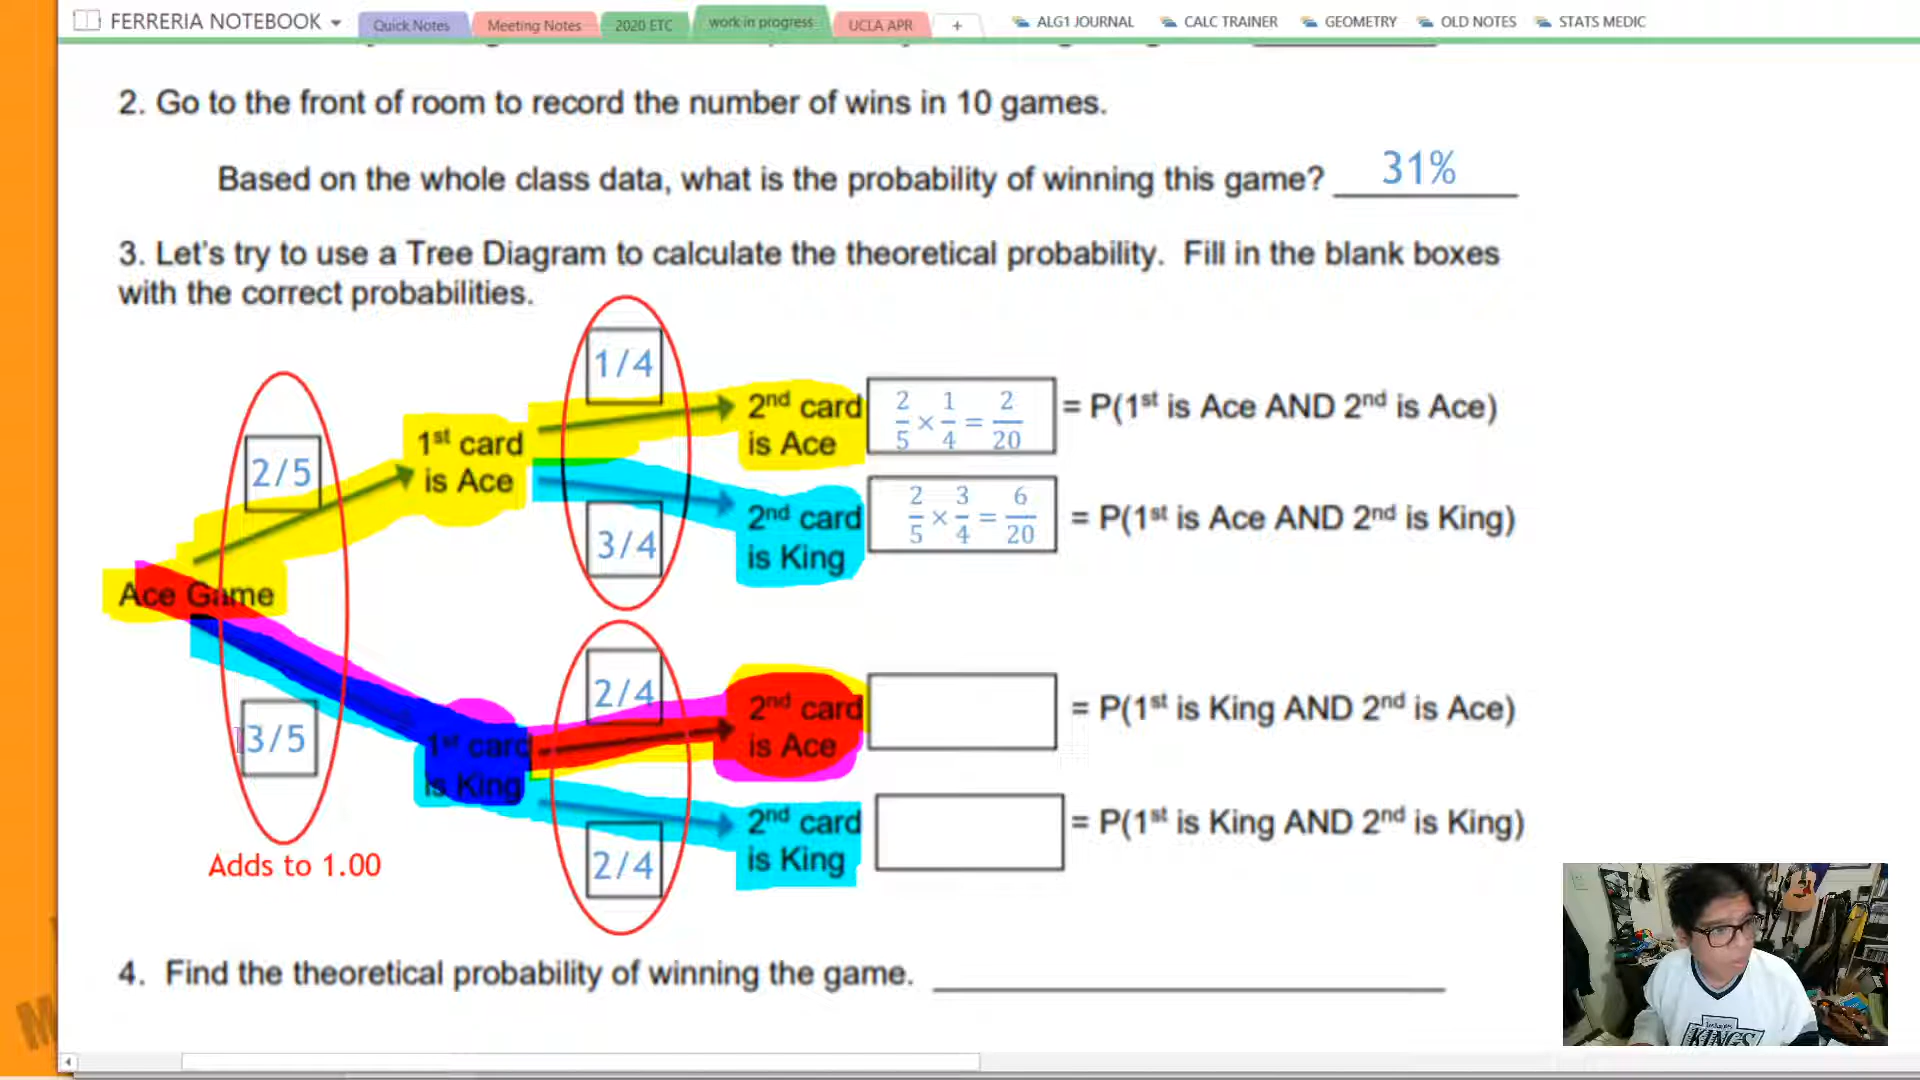 FERRERIA NOTEBOOK
Quick Notes
Meeting Notes
2020 ETC
work in progress
UCLA APR
+
ALG1 JOURNAL
CALC TRAINER
GEOMETRY
OLD NOTES
STATS MEDIC
2. Go to the front of room to record the number of wins in 10 games.
Based on the whole class data, what is the probability of winning this game? 31%
3. Let's try to use a Tree Diagram to calculate the theoretical probability. Fill in the blank boxes
with the correct probabilities.
1/4
2nd card
is Ace
2/5 × 1/4 = 2/20
= P(1st is Ace AND 2nd is Ace)
2/5
1st card
is Ace
3/4
2nd card
is King
2/5 × 3/4 = 6/20
= P(1st is Ace AND 2nd is King)
Ace Game
2/4
2nd card
is Ace
= P(1st is King AND 2nd is Ace)
3/5
1st card
is King
2/4
2nd card
is King
= P(1st is King AND 2nd is King)
Adds to 1.00
4. Find the theoretical probability of winning the game.
KINGS